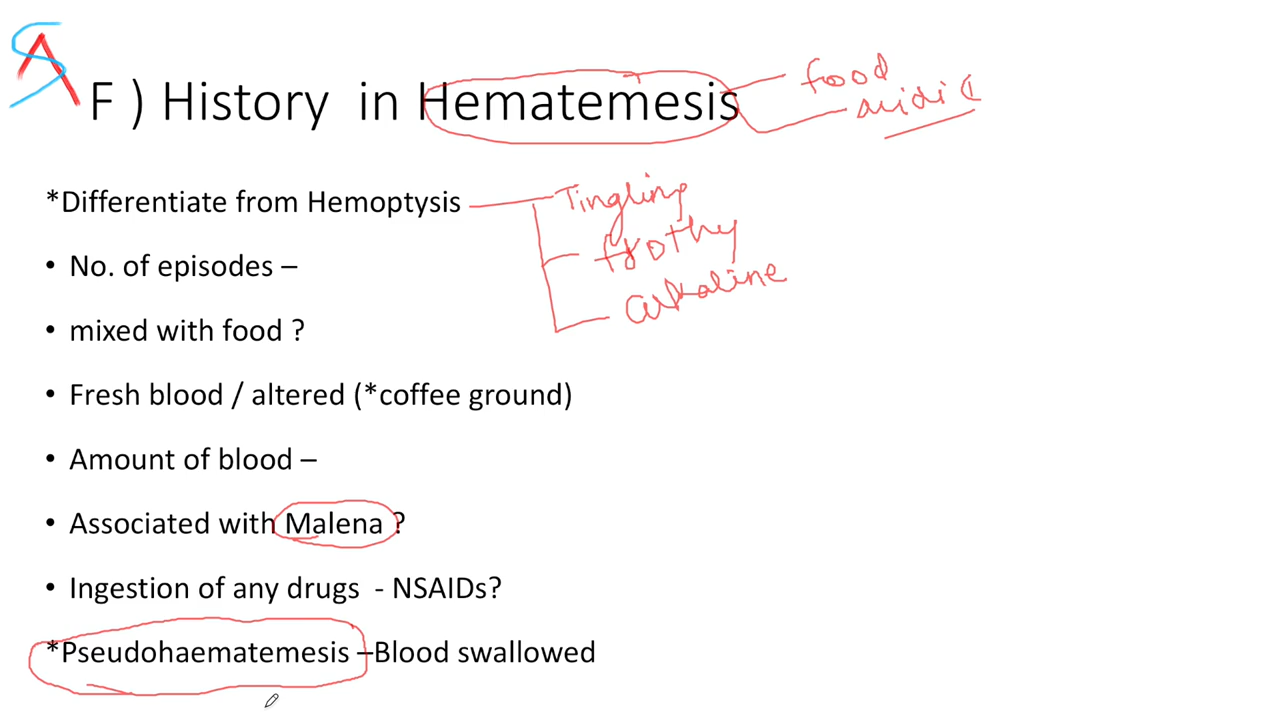 SA
F ) History in Hematemesis
food
acidic
*Differentiate from Hemoptysis
Tingling
frothy
alkaline
• No. of episodes –
• mixed with food ?
• Fresh blood / altered (*coffee ground)
• Amount of blood –
• Associated with Malena ?
• Ingestion of any drugs - NSAIDs?
*Pseudohaematemesis –Blood swallowed